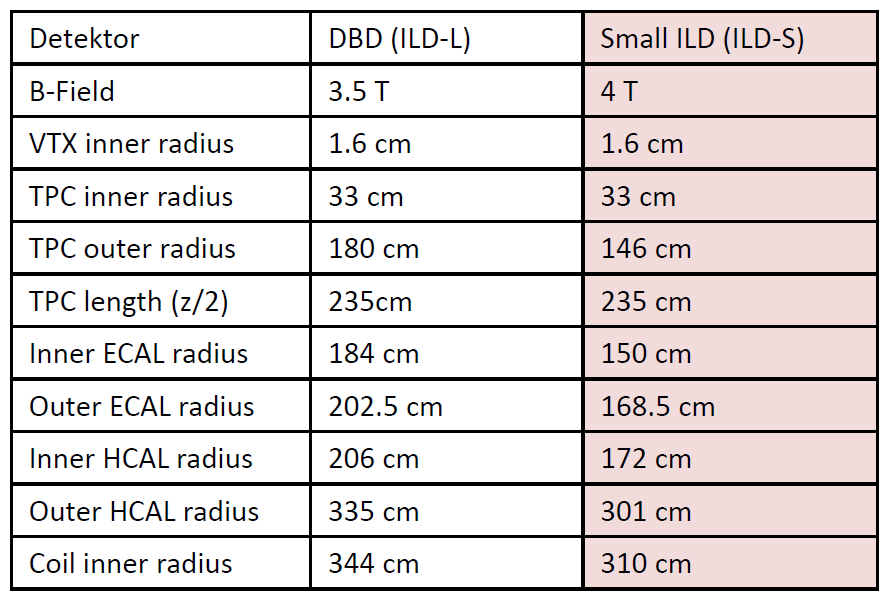 Detektor DBD (ILD-L) Small ILD (ILD-S)
B-Field 3.5 T 4 T
VTX inner radius 1.6 cm 1.6 cm
TPC inner radius 33 cm 33 cm
TPC outer radius 180 cm 146 cm
TPC length (z/2) 235cm 235 cm
Inner ECAL radius 184 cm 150 cm
Outer ECAL radius 202.5 cm 168.5 cm
Inner HCAL radius 206 cm 172 cm
Outer HCAL radius 335 cm 301 cm
Coil inner radius 344 cm 310 cm